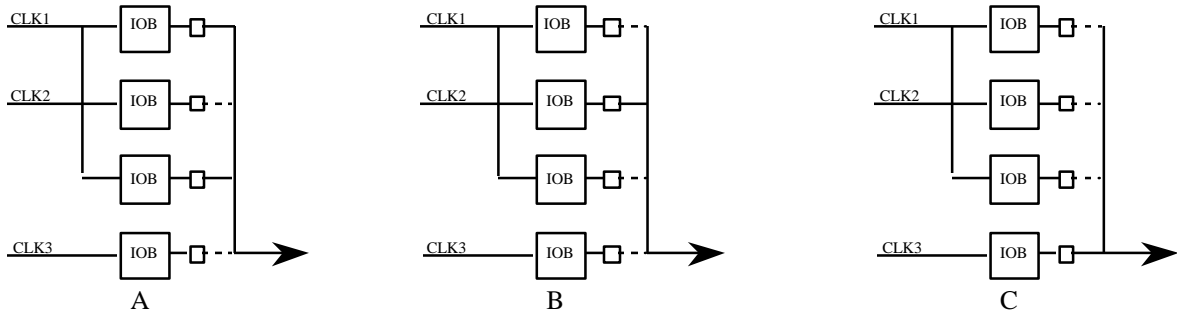 CLK1 IOB
CLK2 IOB
IOB
CLK3 IOB
A
CLK1 IOB
CLK2 IOB
IOB
CLK3 IOB
B
CLK1 IOB
CLK2 IOB
IOB
CLK3 IOB
C